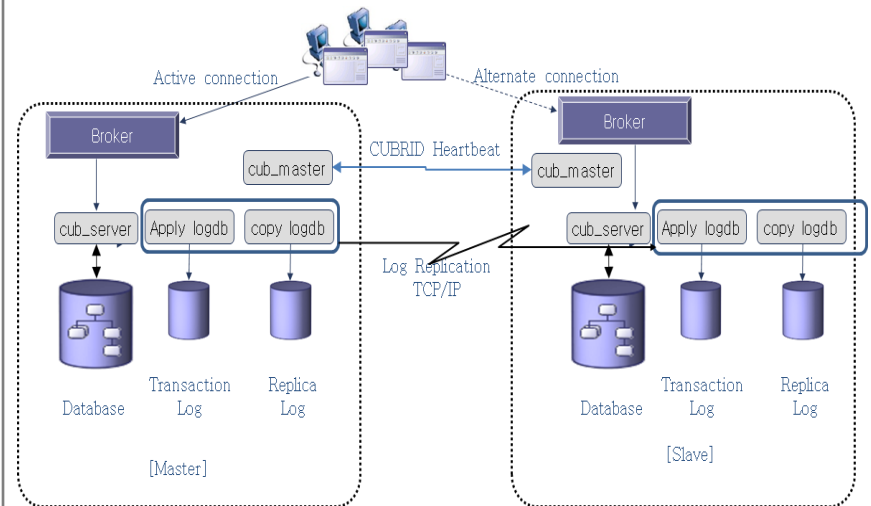 Active connection
Alternate connection
Broker
Broker
CUBRID Heartbeat
cub_master
cub_master
cub_server
Apply logdb
copy logdb
cub_server
Apply logdb
copy logdb
Log Replication
TCP/IP
Database
Transaction
Log
Replica
Log
Database
Transaction
Log
Replica
Log
[Master]
[Slave]